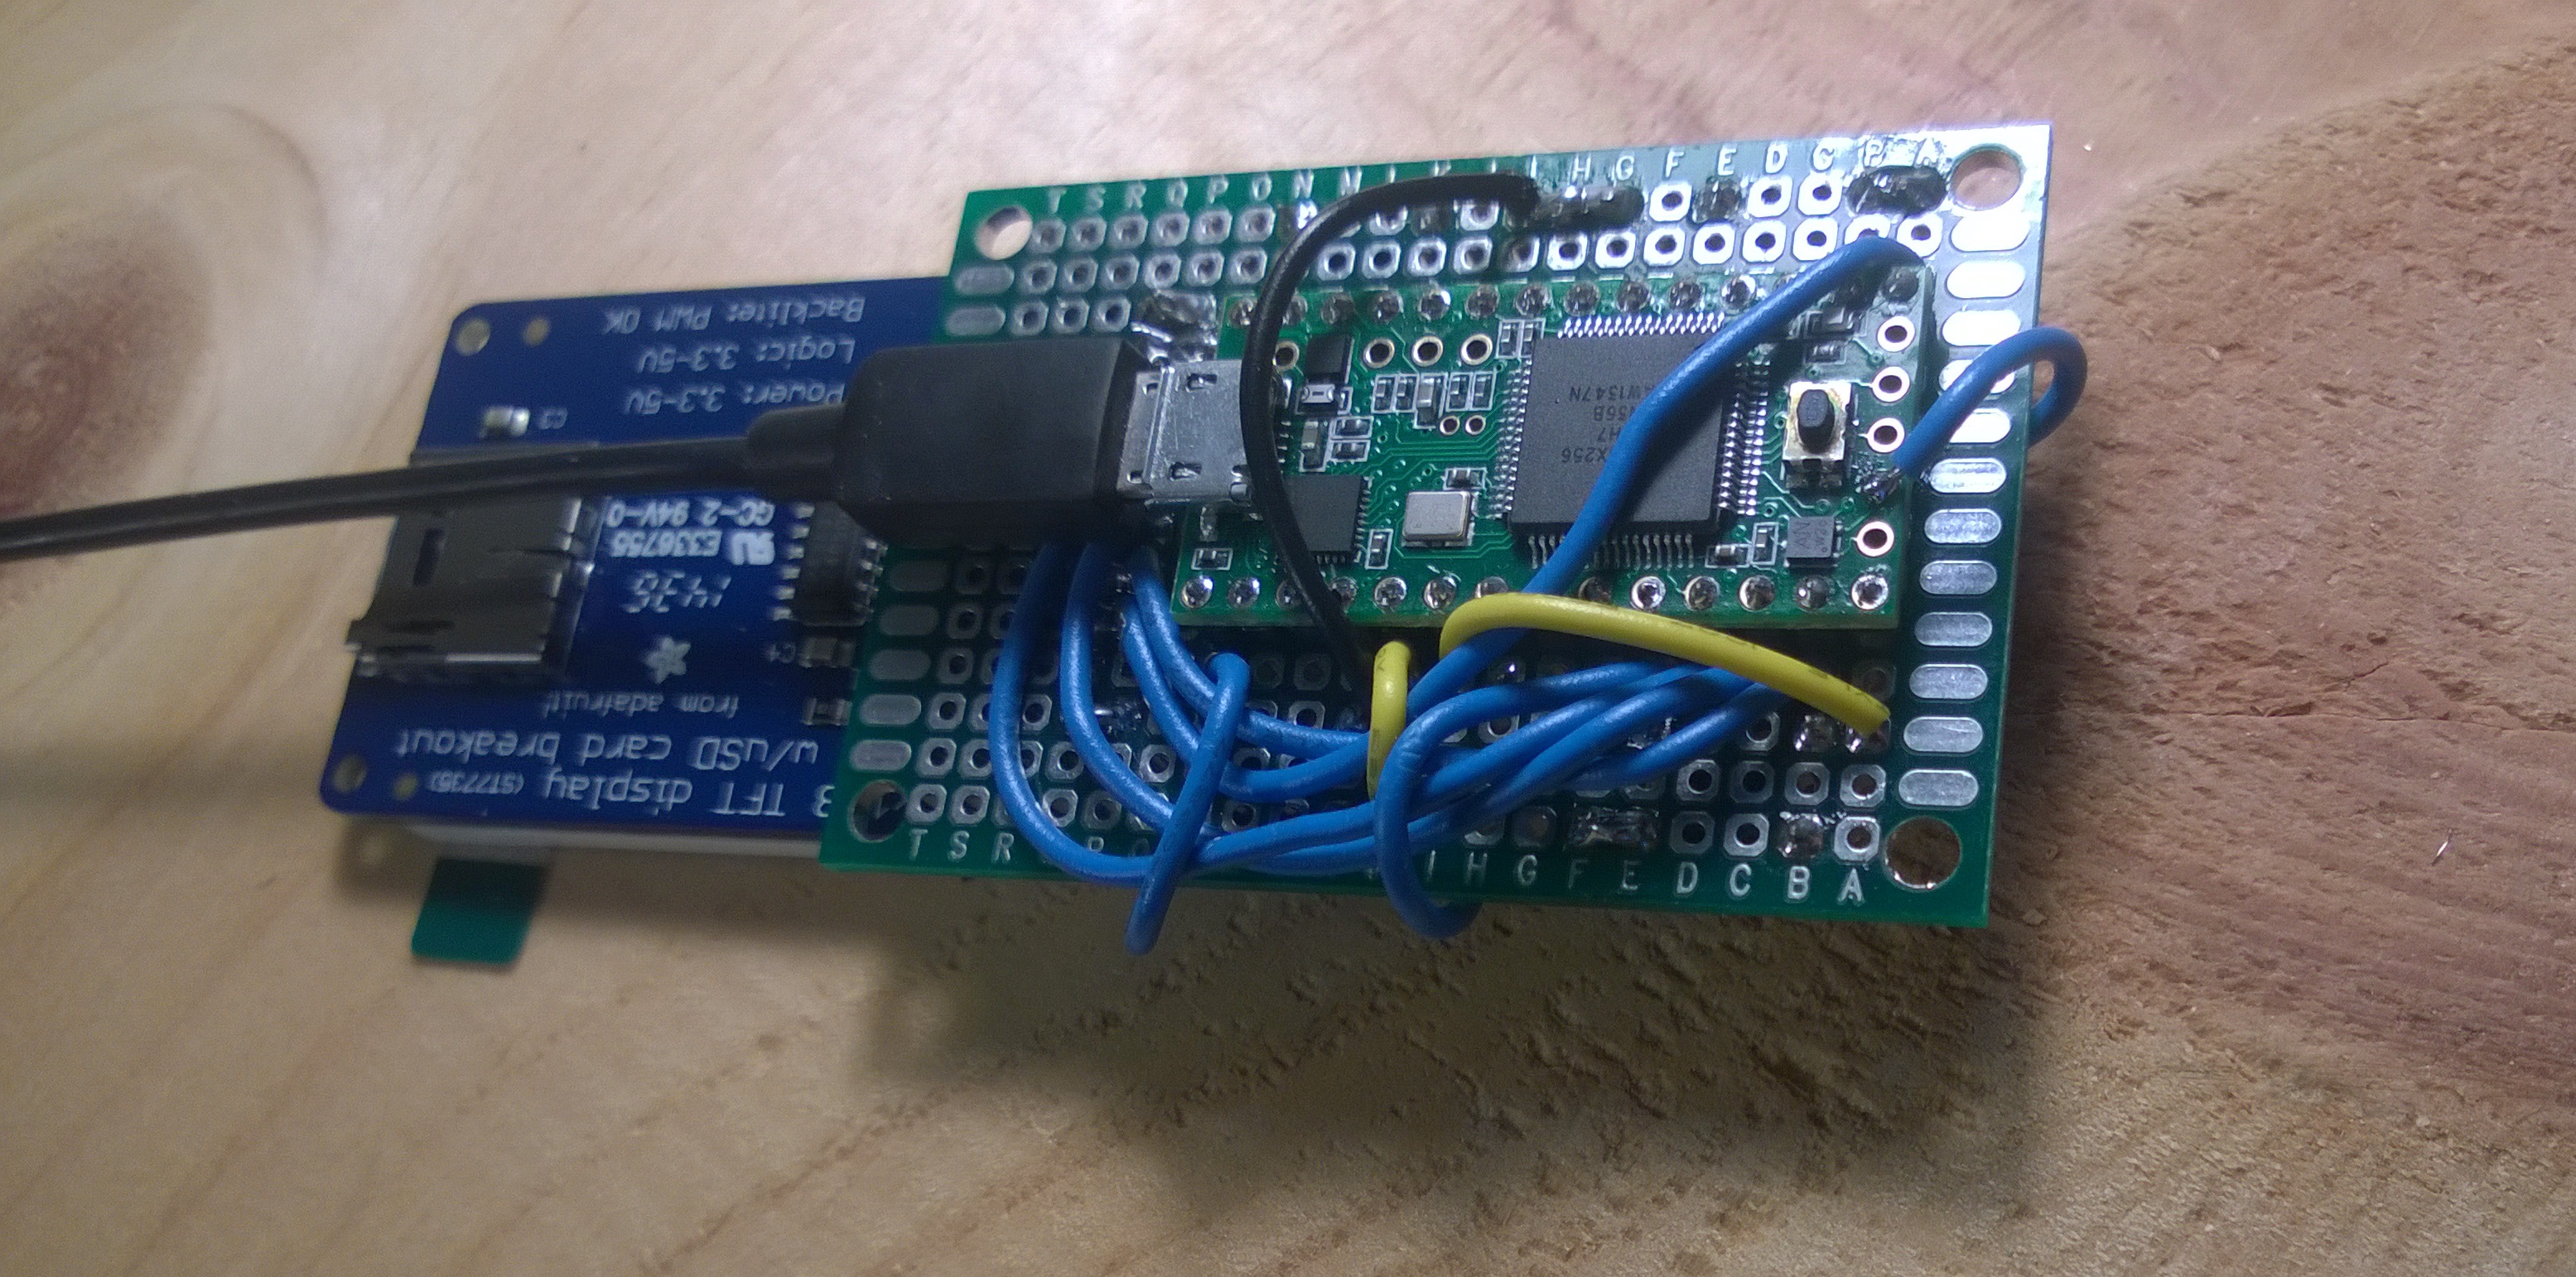 T S R Q P O N M H G F E D C B A
Backlite: PWM OK
Logic: 3.3-5V
Power: 3.3-5V
C3
GC-2 94V-0
E336755
1436
from adafruit
w/uSD card breakout
TFT display (ST7735)
T S R P I H G F E D C B A